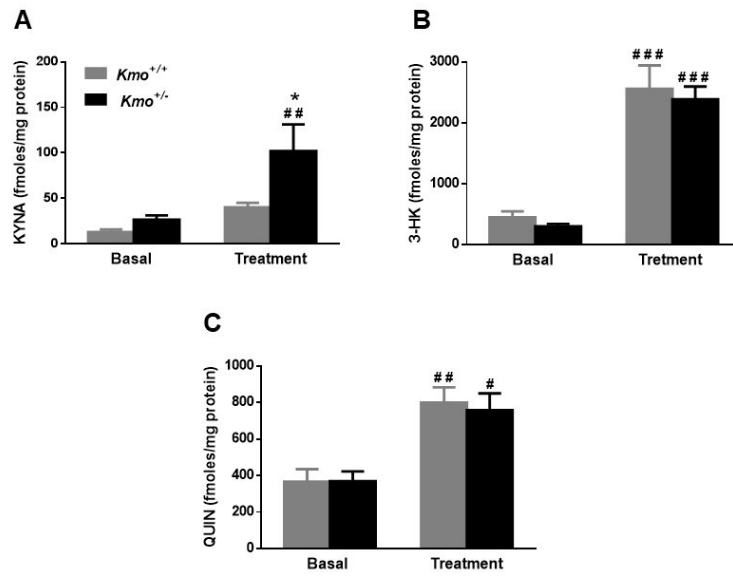 A
KYNA (fmoles/mg protein)
200
150
100
50
0
Kmo+/+
Kmo+/-
*
##
Basal
Treatment
B
3-HK (fmoles/mg protein)
3000
2000
1000
0
###
###
Basal
Tretment
C
QUIN (fmoles/mg protein)
1000
800
600
400
200
0
##
#
Basal
Treatment